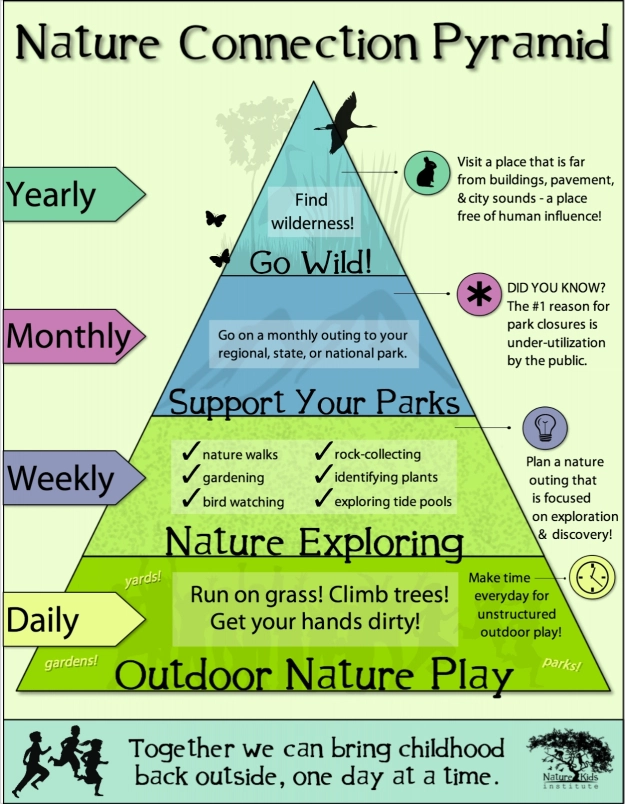 Nature Connection Pyramid
Yearly
Find
wilderness!
Go Wild!
Visit a place that is far
from buildings, pavement,
& city sounds - a place
free of human influence!
Monthly
Go on a monthly outing to your
regional, state, or national park.
Support Your Parks
DID YOU KNOW?
The #1 reason for
park closures is
under-utilization
by the public.
Weekly
✓ nature walks
✓ gardening
✓ bird watching
✓ rock-collecting
✓ identifying plants
✓ exploring tide pools
Nature Exploring
Plan a nature
outing that
is focused
on exploration
& discovery!
Daily
yards!
gardens!
Run on grass! Climb trees!
Get your hands dirty!
Outdoor Nature Play
Make time
everyday for
unstructured
outdoor play!
parks!
Together we can bring childhood
back outside, one day at a time.
Nature Kids
institute